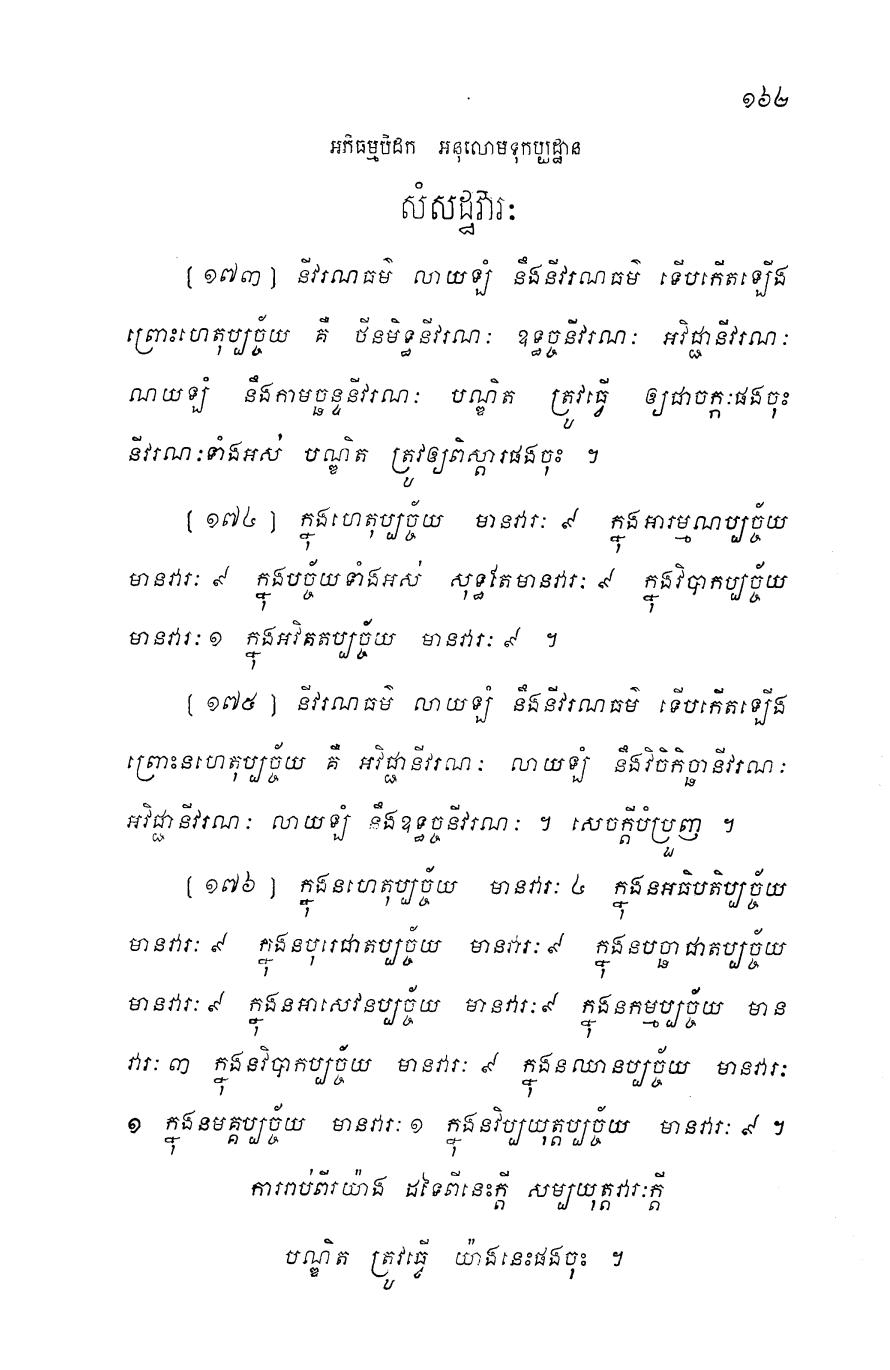 ១៦២
អភិធម្មបិដក អនុលោមទុកប្បដ្ឋាន
សំសដ្ឋវារៈ
[ ១៧៣ ] នីវរណធម៌ លាយឡំ នឹងនីវរណធម៌ ទើបកើតឡើង
ព្រោះហេតុប្បច្ច័យ គឺ ថីនមិទ្ធនីវរណៈ ឧទ្ធច្ចនីវរណៈ អវិជ្ជានីវរណៈ
លាយឡំ នឹងកាមច្ឆន្ទនីវរណៈ បណ្ឌិត ត្រូវធ្វើ ឲ្យជាចក្កៈផងចុះ
នីវរណៈទាំងអស់ បណ្ឌិត ត្រូវឲ្យពិស្តារផងចុះ ។
[ ១៧៤ ] ក្នុងហេតុប្បច្ច័យ មានវារៈ ៩ ក្នុងអារម្មណប្បច្ច័យ
មានវារៈ ៩ ក្នុងបច្ច័យទាំងអស់ សុទ្ធតែមានវារៈ ៩ ក្នុងវិបាកប្បច្ច័យ
មានវារៈ ១ ក្នុងអវិគតប្បច្ច័យ មានវារៈ ៩ ។
[ ១៧៥ ] នីវរណធម៌ លាយឡំ នឹងនីវរណធម៌ ទើបកើតឡើង
ព្រោះនហេតុប្បច្ច័យ គឺ អវិជ្ជានីវរណៈ លាយឡំ នឹងវិចិកិច្ឆានីវរណៈ
អវិជ្ជានីវរណៈ លាយឡំ នឹងឧទ្ធច្ចនីវរណៈ ។ សេចក្តីបំប្រួញ ។
[ ១៧៦ ] ក្នុងនហេតុប្បច្ច័យ មានវារៈ ៤ ក្នុងនអធិបតិប្បច្ច័យ
មានវារៈ ៩ ក្នុងនបុរេជាតប្បច្ច័យ មានវារៈ ៩ ក្នុងនបច្ឆាជាតប្បច្ច័យ
មានវារៈ ៩ ក្នុងនអាសេវនប្បច្ច័យ មានវារៈ ៩ ក្នុងនកម្មប្បច្ច័យ មាន
វារៈ ៣ ក្នុងនវិបាកប្បច្ច័យ មានវារៈ ៩ ក្នុងនឈានប្បច្ច័យ មានវារៈ
១ ក្នុងនមគ្គប្បច្ច័យ មានវារៈ ១ ក្នុងនវិប្បយុត្តប្បច្ច័យ មានវារៈ ៩ ។
ការរាប់ពីរយ៉ាង ដទៃពីនេះក្តី សម្បយុត្តវារៈក្តី
បណ្ឌិត ត្រូវធ្វើ យ៉ាងនេះផងចុះ ។